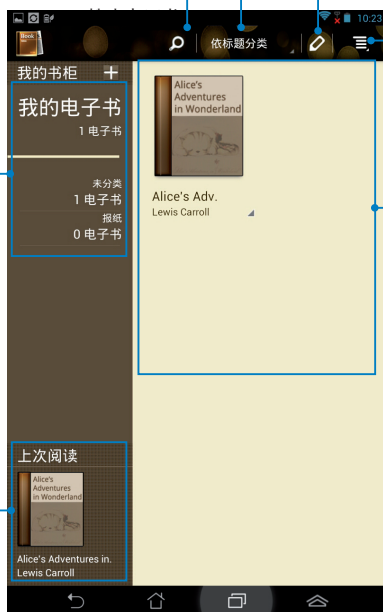 10:23
Book
依标题分类
我的书柜
我的电子书
1 电子书
未分类
1 电子书
报纸
0 电子书
Alice's
Adventures
in Wonderland
Alice's Adv.
Lewis Carroll
上次阅读
Alice's
Adventures
in Wonderland
Alice's Adventures in.
Lewis Carroll